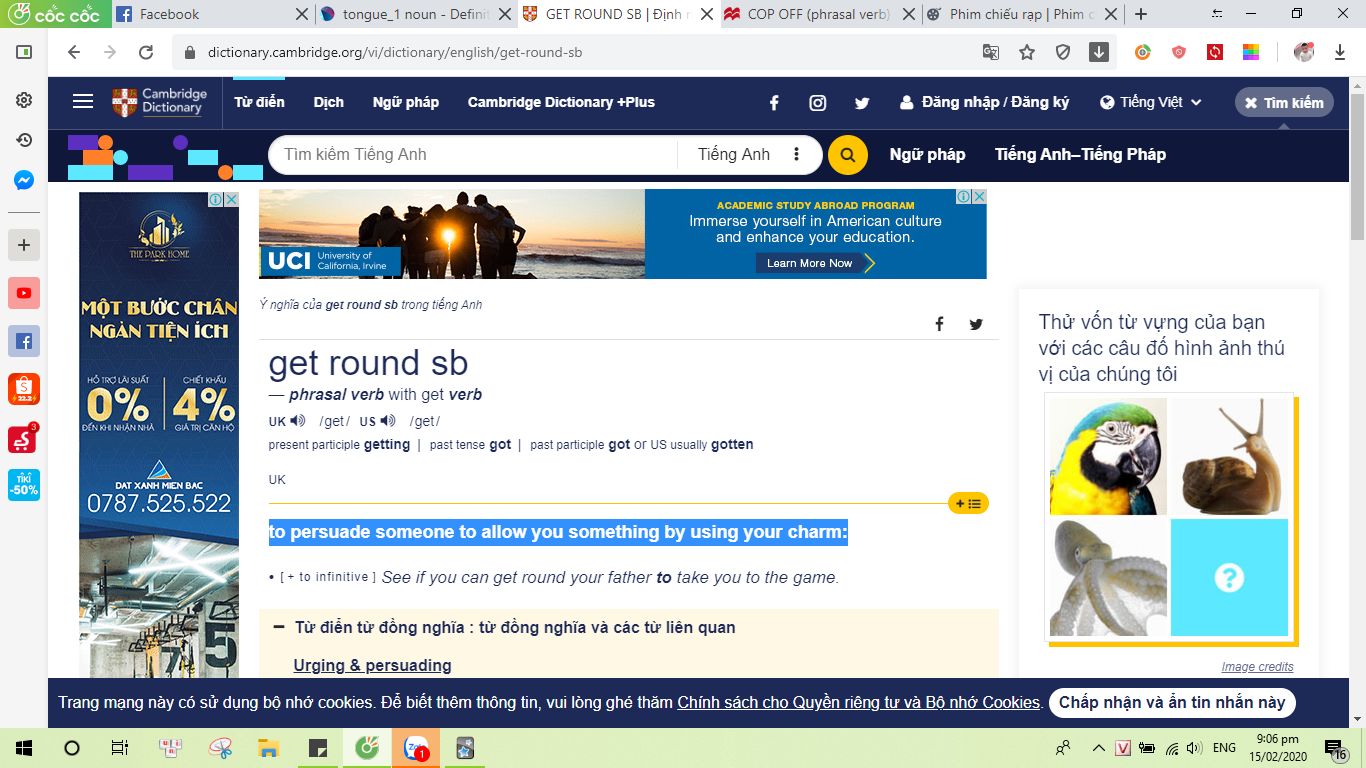 cốc cốc
Facebook
tongue_1 noun - Definit
GET ROUND SB | Định n
COP OFF (phrasal verb)
Phim chiếu rạp | Phim c
dictionary.cambridge.org/vi/dictionary/english/get-round-sb
Cambridge
Dictionary
Từ điển
Dịch
Ngữ pháp
Cambridge Dictionary +Plus
Đăng nhập / Đăng ký
Tiếng Việt
Tìm kiếm
Tìm kiếm Tiếng Anh
Tiếng Anh
Ngữ pháp
Tiếng Anh–Tiếng Pháp
THE PARK HOME
MỘT BƯỚC CHÂN
NGÀN TIỆN ÍCH
HỖ TRỢ LÃI SUẤT
0%
ĐẾN KHI NHẬN NHÀ
CHIẾT KHẤU
4%
GIÁ TRỊ CĂN HỘ
DAT XANH MIEN BAC
0787.525.522
UCI
University of
California, Irvine
ACADEMIC STUDY ABROAD PROGRAM
Immerse yourself in American culture
and enhance your education.
Learn More Now
Ý nghĩa của get round sb trong tiếng Anh
get round sb
— phrasal verb with get verb
UK /get/ US /get/
present participle getting | past tense got | past participle got or US usually gotten
UK
to persuade someone to allow you something by using your charm:
• [ + to infinitive ] See if you can get round your father to take you to the game.
Từ điển từ đồng nghĩa : từ đồng nghĩa và các từ liên quan
Urging & persuading
Thử vốn từ vựng của bạn
với các câu đố hình ảnh thú
vị của chúng tôi
?
Image credits
Trang mạng này có sử dụng bộ nhớ cookies. Để biết thêm thông tin, vui lòng ghé thăm Chính sách cho Quyền riêng tư và Bộ nhớ Cookies.
Chấp nhận và ẩn tin nhắn này
22.2
3
TIKI
-50%
Zalo
1
ENG
9:06 pm
15/02/2020
16